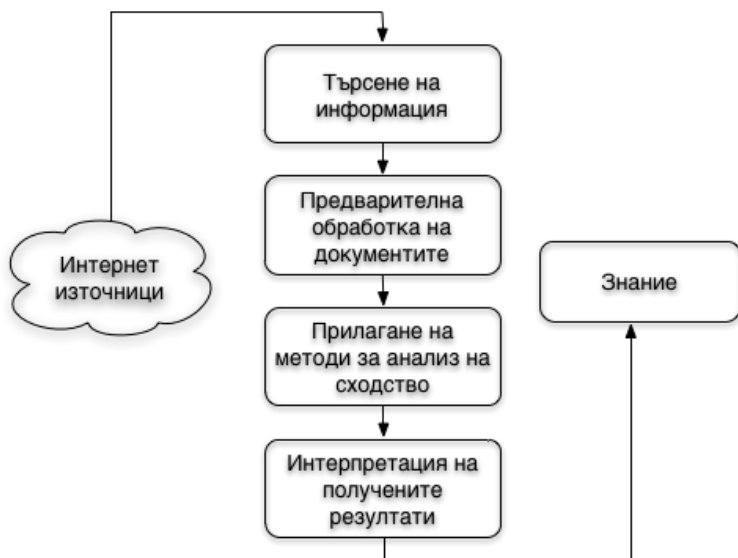 Търсене на
информация
Предварителна
обработка на
документите
Интернет
източници
Знание
Прилагане на
методи за анализ на
сходство
Интерпретация на
получените
резултати